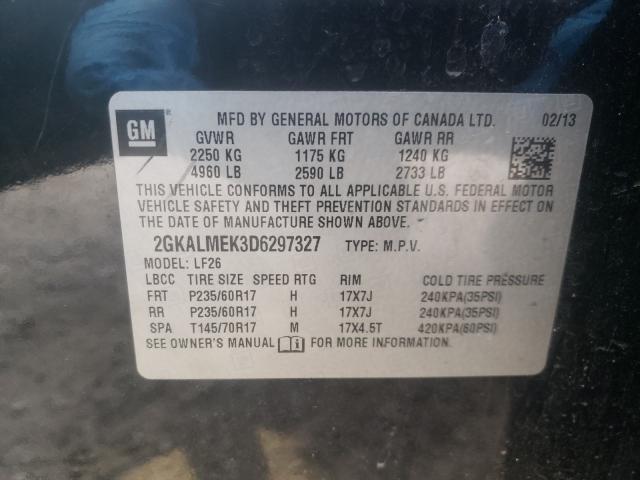 GM
MFD BY GENERAL MOTORS OF CANADA LTD. 02/13
GVWR GAWR FRT GAWR RR
2250 KG 1175 KG 1240 KG
4960 LB 2590 LB 2733 LB
THIS VEHICLE CONFORMS TO ALL APPLICABLE U.S. FEDERAL MOTOR
VEHICLE SAFETY AND THEFT PREVENTION STANDARDS IN EFFECT ON
THE DATE OF MANUFACTURE SHOWN ABOVE.
2GKALMEK3D6297327 TYPE: M.P.V.
MODEL: LF26
LBCC TIRE SIZE SPEED RTG RIM COLD TIRE PRESSURE
FRT P235/60R17 H 17X7J 240KPA(35PSI)
RR P235/60R17 H 17X7J 240KPA(35PSI)
SPA T145/70R17 M 17X4.5T 420KPA(60PSI)
SEE OWNER'S MANUAL FOR MORE INFORMATION.